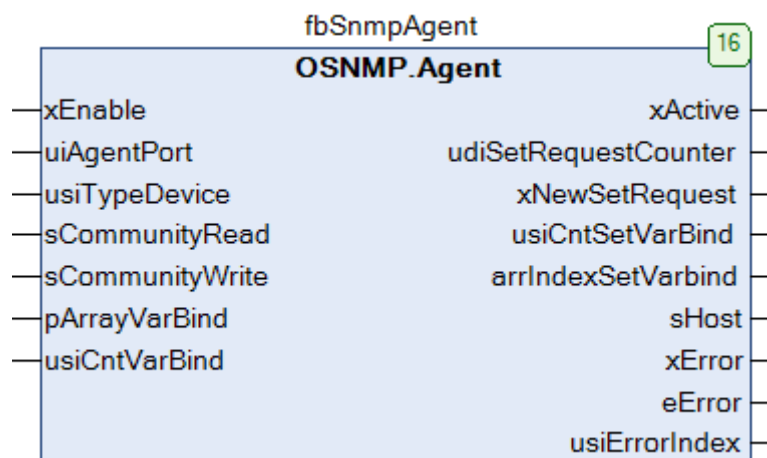 fbSnmpAgent
16
OSNMP.Agent
xEnable xActive
uiAgentPort udiSetRequestCounter
usiTypeDevice xNewSetRequest
sCommunityRead usiCntSetVarBind
sCommunityWrite arrIndexSetVarbind
pArrayVarBind sHost
usiCntVarBind xError
eError
usiErrorIndex